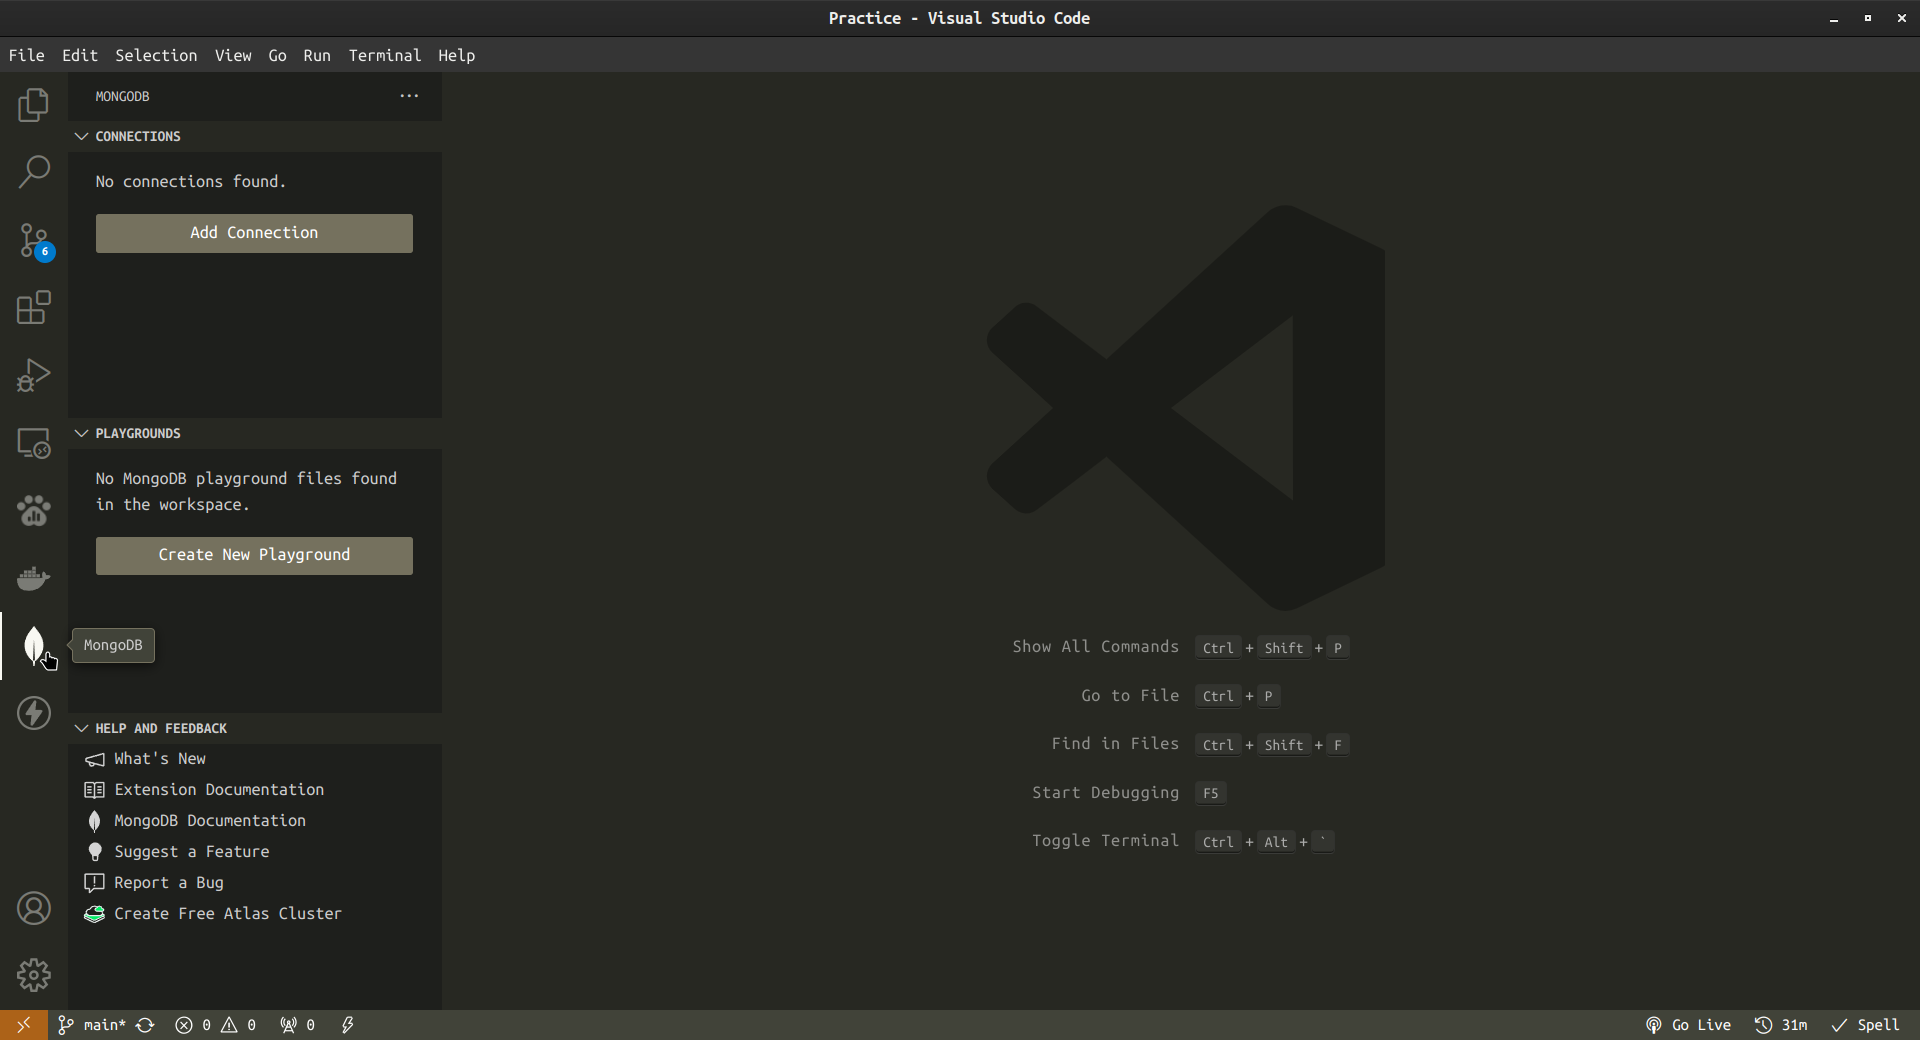 Practice - Visual Studio Code
File Edit Selection View Go Run Terminal Help
MONGODB
CONNECTIONS
No connections found.
Add Connection
6
PLAYGROUNDS
No MongoDB playground files found
in the workspace.
Create New Playground
MongoDB
HELP AND FEEDBACK
What's New
Extension Documentation
MongoDB Documentation
Suggest a Feature
Report a Bug
Create Free Atlas Cluster
Show All Commands Ctrl + Shift + P
Go to File Ctrl + P
Find in Files Ctrl + Shift + F
Start Debugging F5
Toggle Terminal Ctrl + Alt + `
main* 0 0 0 Go Live 31m Spell